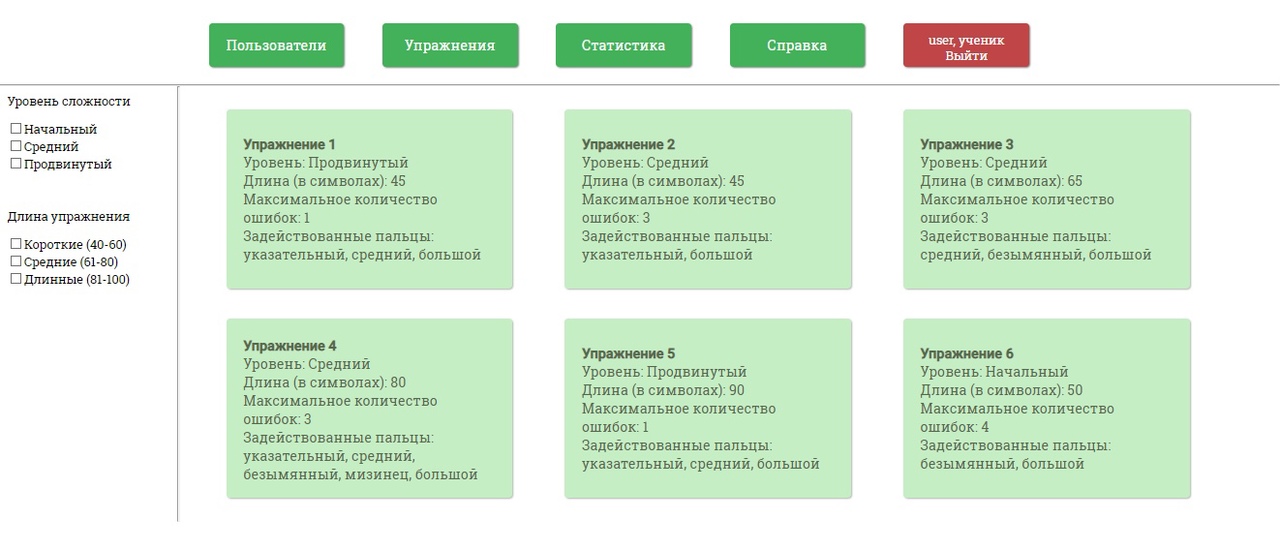 Пользователи
Упражнения
Статистика
Справка
user, ученик
Выйти
Уровень сложности
Начальный
Средний
Продвинутый
Длина упражнения
Короткие (40-60)
Средние (61-80)
Длинные (81-100)
Упражнение 1
Уровень: Продвинутый
Длина (в символах): 45
Максимальное количество
ошибок: 1
Задействованные пальцы:
указательный, средний, большой
Упражнение 2
Уровень: Средний
Длина (в символах): 45
Максимальное количество
ошибок: 3
Задействованные пальцы:
указательный, большой
Упражнение 3
Уровень: Средний
Длина (в символах): 65
Максимальное количество
ошибок: 3
Задействованные пальцы:
средний, безымянный, большой
Упражнение 4
Уровень: Средний
Длина (в символах): 80
Максимальное количество
ошибок: 3
Задействованные пальцы:
указательный, средний,
безымянный, мизинец, большой
Упражнение 5
Уровень: Продвинутый
Длина (в символах): 90
Максимальное количество
ошибок: 1
Задействованные пальцы:
указательный, средний, большой
Упражнение 6
Уровень: Начальный
Длина (в символах): 50
Максимальное количество
ошибок: 4
Задействованные пальцы:
безымянный, большой